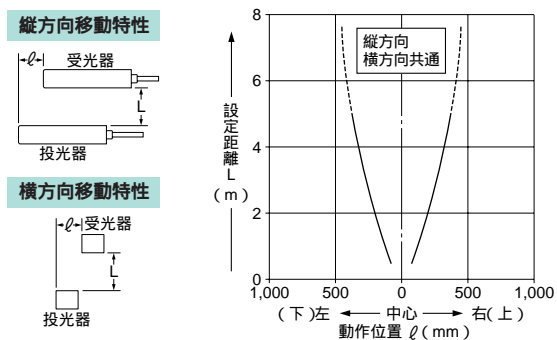 縦方向移動特性
ℓ
受光器
L
投光器
横方向移動特性
ℓ
受光器
L
投光器
縦方向
横方向共通
設定距離L
(m)
8
6
4
2
0
1,000 500 0 500 1,000
(下)左 中心 右(上)
動作位置 ℓ(mm)